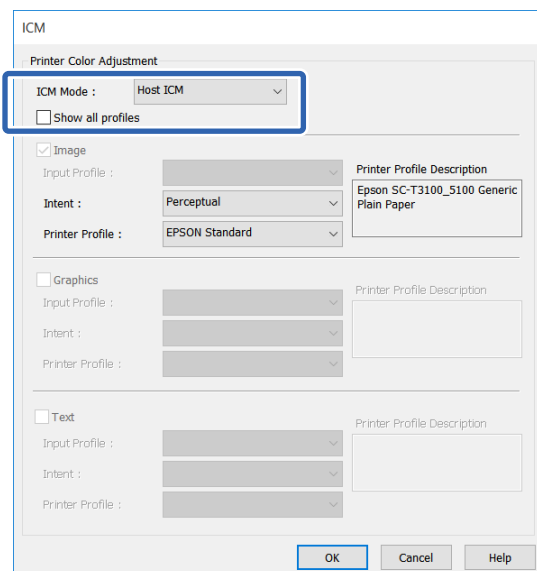 ICM
Printer Color Adjustment
ICM Mode : Host ICM
Show all profiles
Image
Input Profile : Printer Profile Description
Intent : Perceptual Epson SC-T3100_5100 Generic
Plain Paper
Printer Profile : EPSON Standard
Graphics
Input Profile : Printer Profile Description
Intent :
Printer Profile :
Text
Printer Profile Description
Input Profile :
Intent :
Printer Profile :
OK Cancel Help